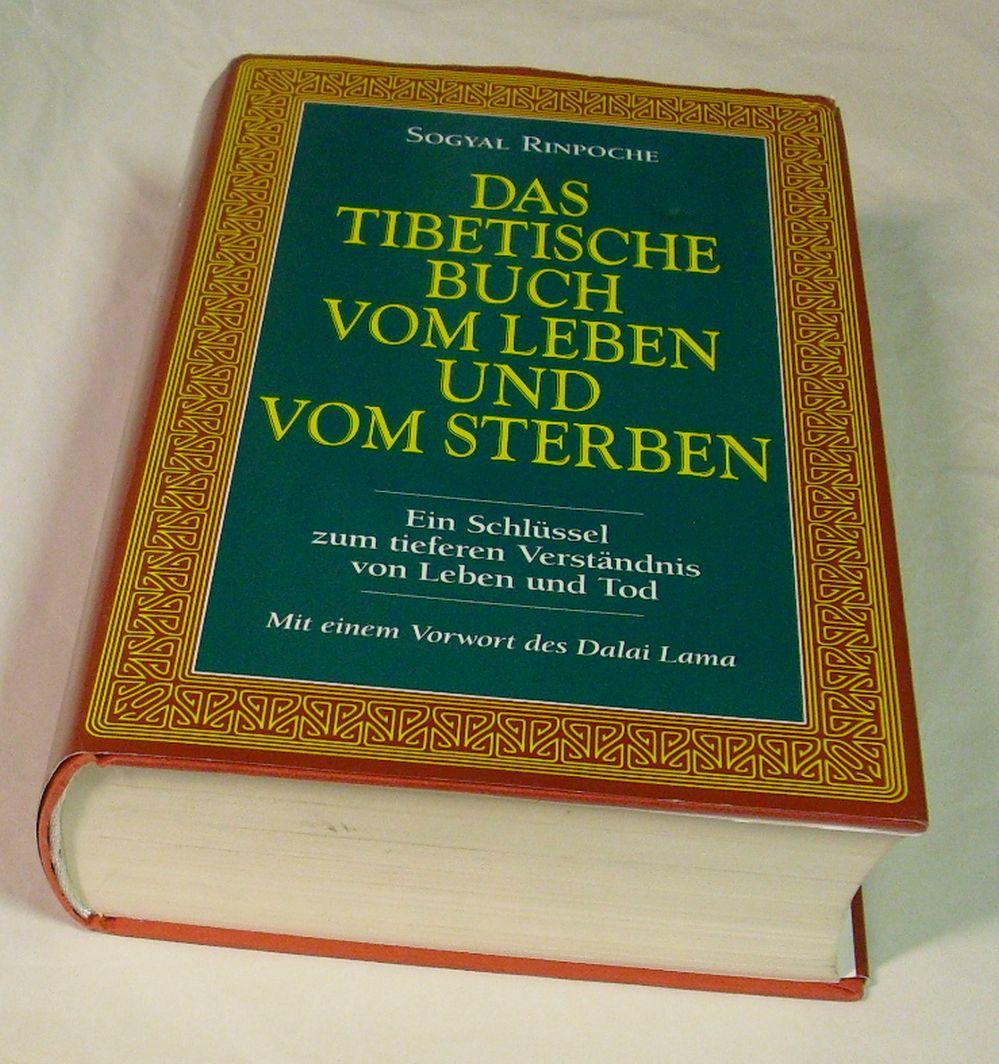 SOGYAL RINPOCHE
DAS
TIBETISCHE
BUCH
VOM LEBEN
UND
VOM STERBEN
Ein Schlüssel
zum tieferen Verständnis
von Leben und Tod
Mit einem Vorwort des Dalai Lama